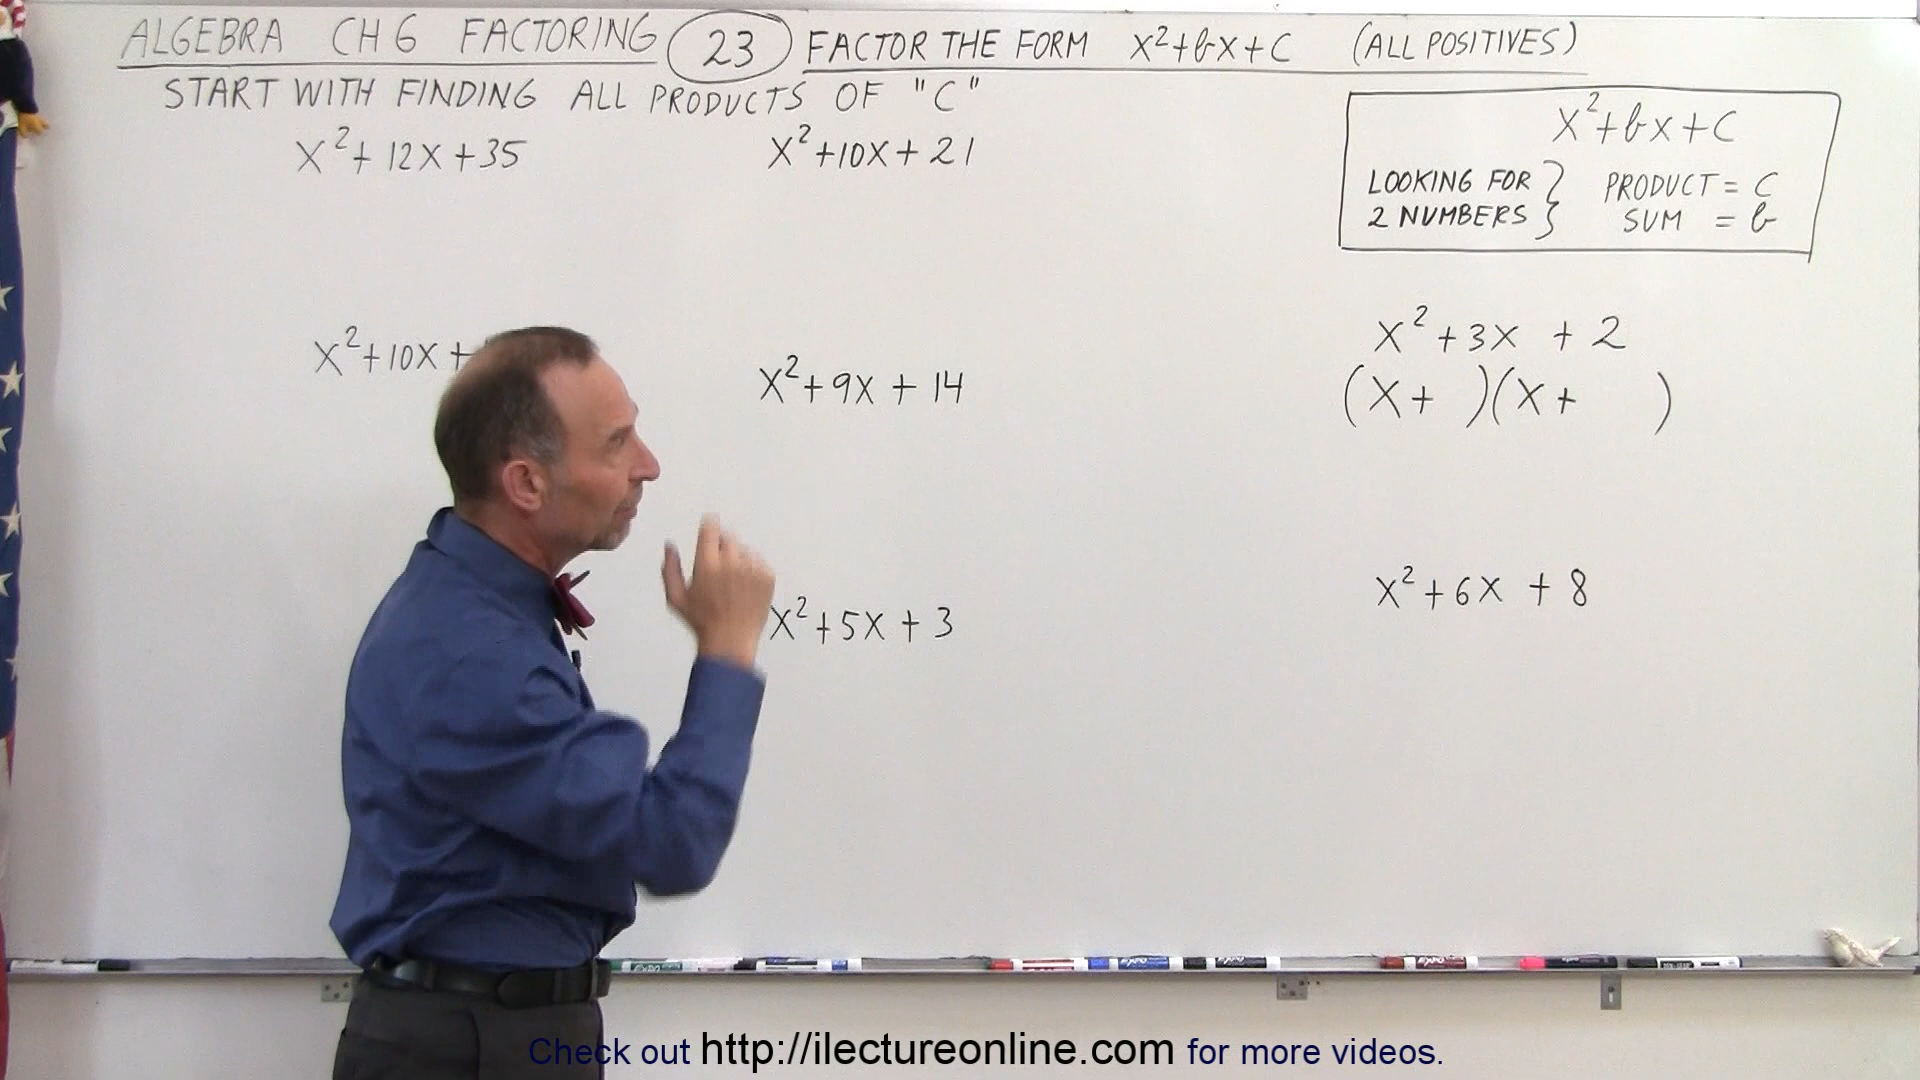 ALGEBRA CH 6 FACTORING 23 FACTOR THE FORM x²+bx+c (ALL POSITIVES)
START WITH FINDING ALL PRODUCTS OF "C"
x²+12x+35
x²+10x+21
x²+bx+c
LOOKING FOR 2 NUMBERS } PRODUCT = c
SUM = b
x²+10x+
x²+9x+14
x²+3x+2
(x+ )(x+ )
x²+5x+3
x²+6x+8
Check out http://ilectureonline.com for more videos.